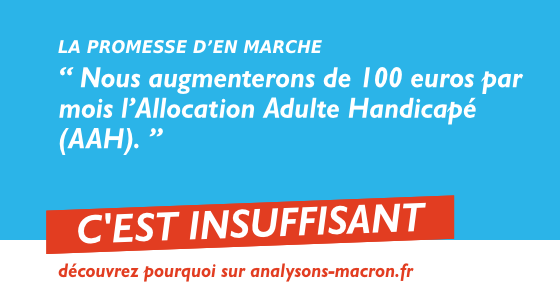 LA PROMESSE D'EN MARCHE
“ Nous augmenterons de 100 euros par
mois l’Allocation Adulte Handicapé
(AAH). ”
C'EST INSUFFISANT
découvrez pourquoi sur analysons-macron.fr